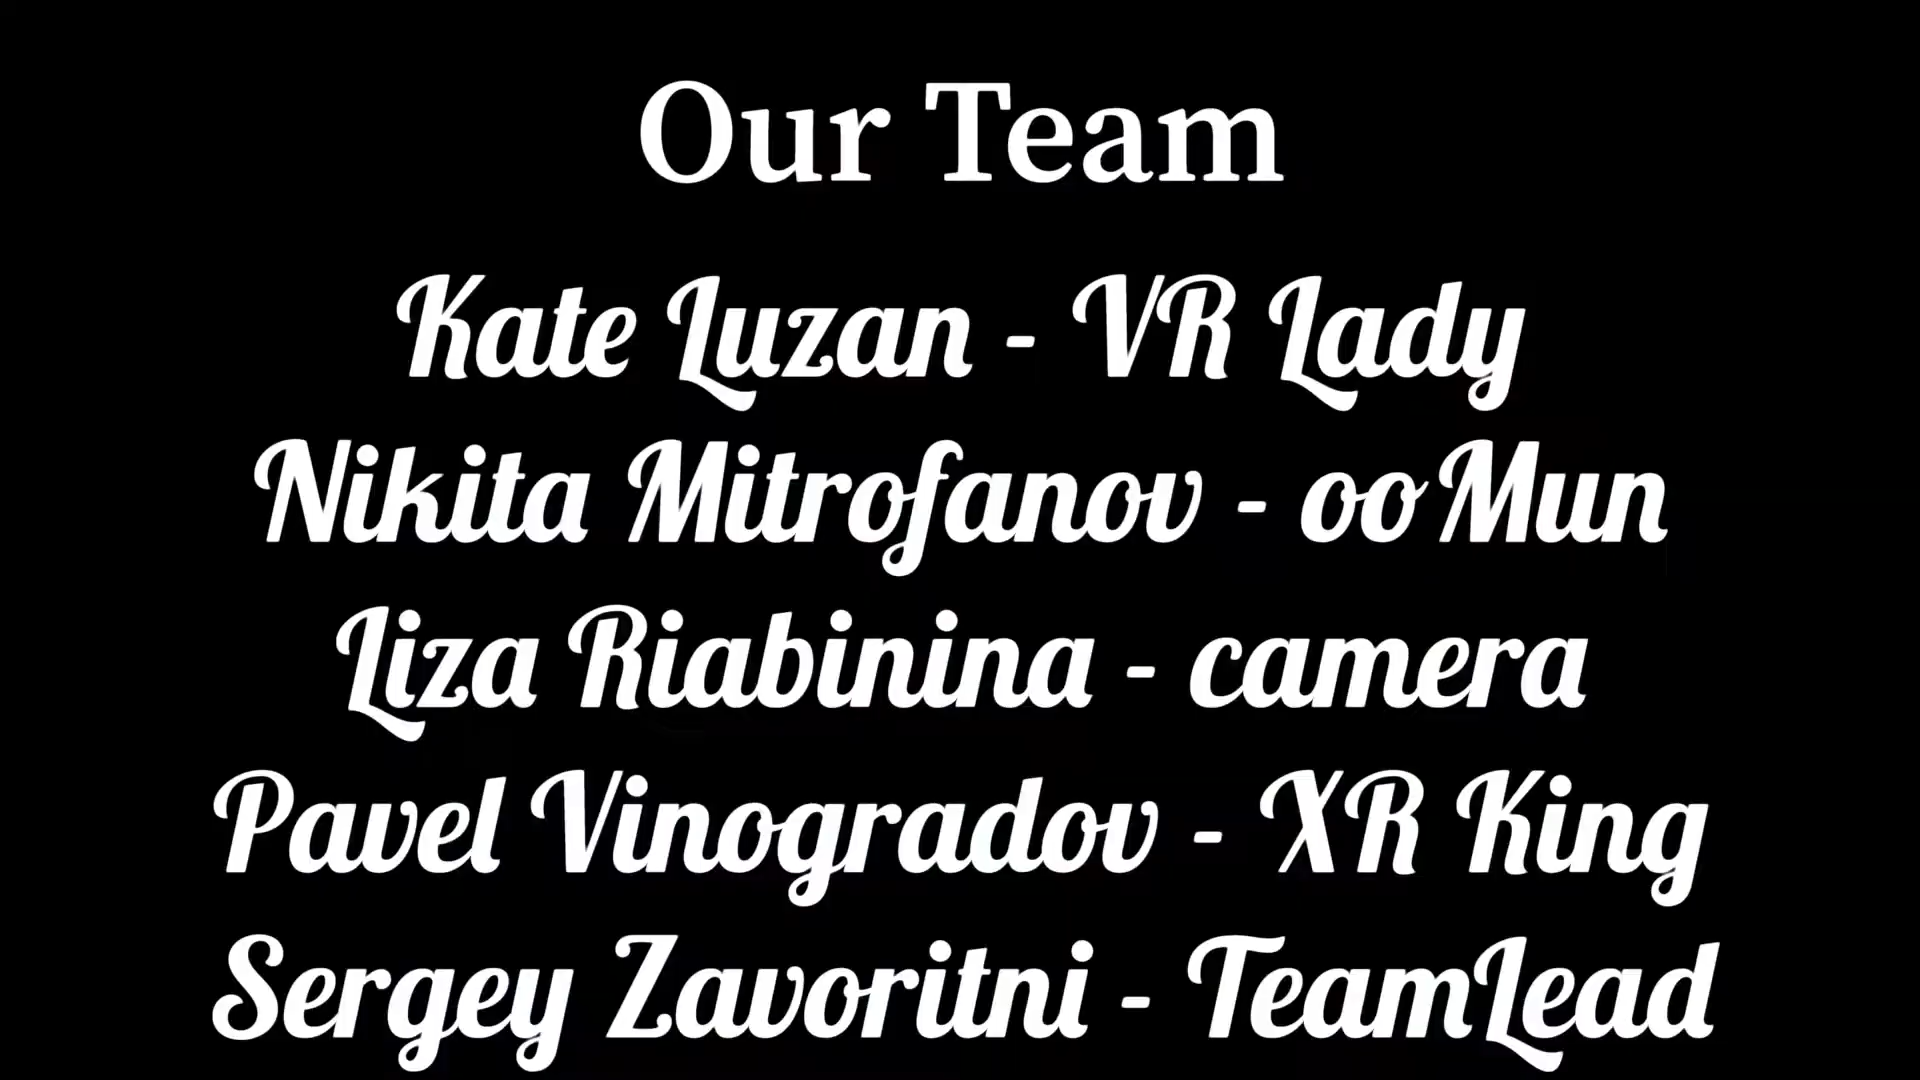 Our Team
Kate Luzan - VR Lady
Nikita Mitrofanov - ooMun
Liza Riabinina - camera
Pavel Vinogradov - XR King
Sergey Zavoritni - TeamLead